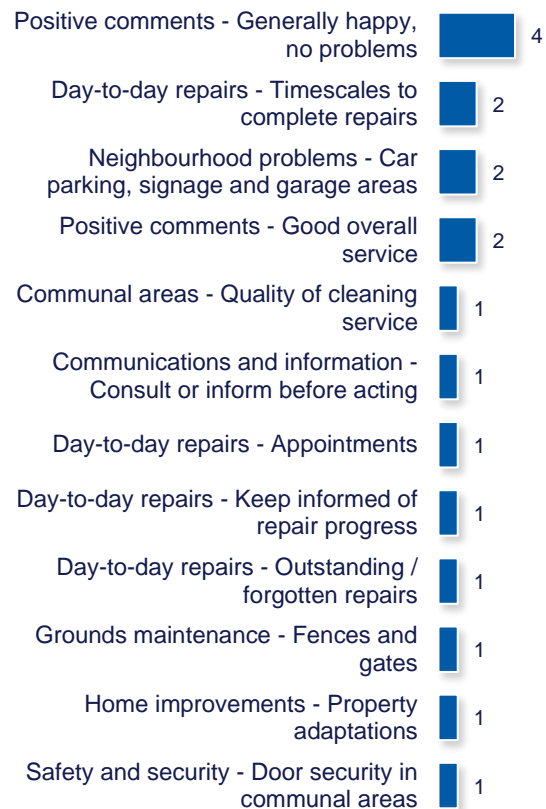 Positive comments - Generally happy,
no problems
4
Day-to-day repairs - Timescales to
complete repairs
2
Neighbourhood problems - Car
parking, signage and garage areas
2
Positive comments - Good overall
service
2
Communal areas - Quality of cleaning
service
1
Communications and information -
Consult or inform before acting
1
Day-to-day repairs - Appointments
1
Day-to-day repairs - Keep informed of
repair progress
1
Day-to-day repairs - Outstanding /
forgotten repairs
1
Grounds maintenance - Fences and
gates
1
Home improvements - Property
adaptations
1
Safety and security - Door security in
communal areas
1